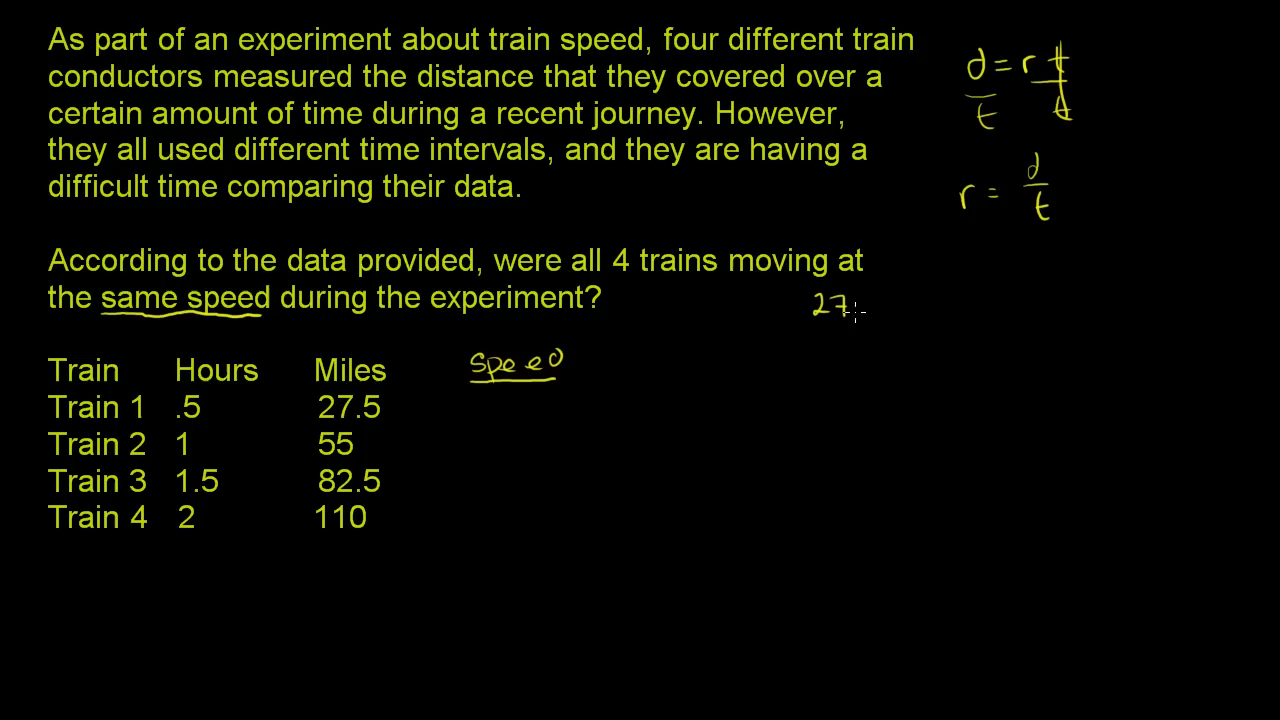 As part of an experiment about train speed, four different train
conductors measured the distance that they covered over a
certain amount of time during a recent journey. However,
they all used different time intervals, and they are having a
difficult time comparing their data.
d = r t
t t
r = d
t
According to the data provided, were all 4 trains moving at
the same speed during the experiment?
27.
Train Hours Miles speed
Train 1 .5 27.5
Train 2 1 55
Train 3 1.5 82.5
Train 4 2 110